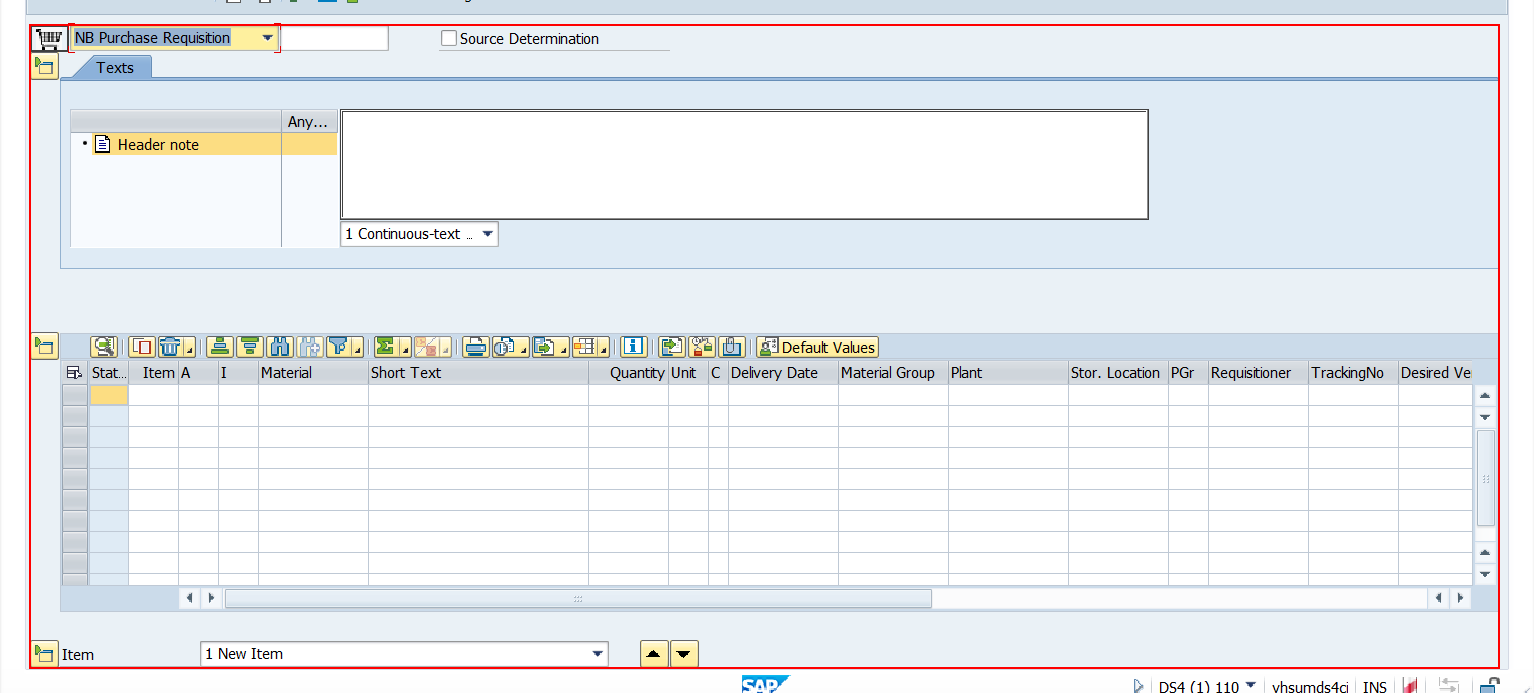 NB Purchase Requisition
Source Determination
Texts
Any...
Header note
1 Continuous-text ...
Default Values
Stat... Item A I Material Short Text Quantity Unit C Delivery Date Material Group Plant Stor. Location PGr Requisitioner TrackingNo Desired Ve
Item 1 New Item
SAP DS4 (1) 110 vhsumds4ci INS